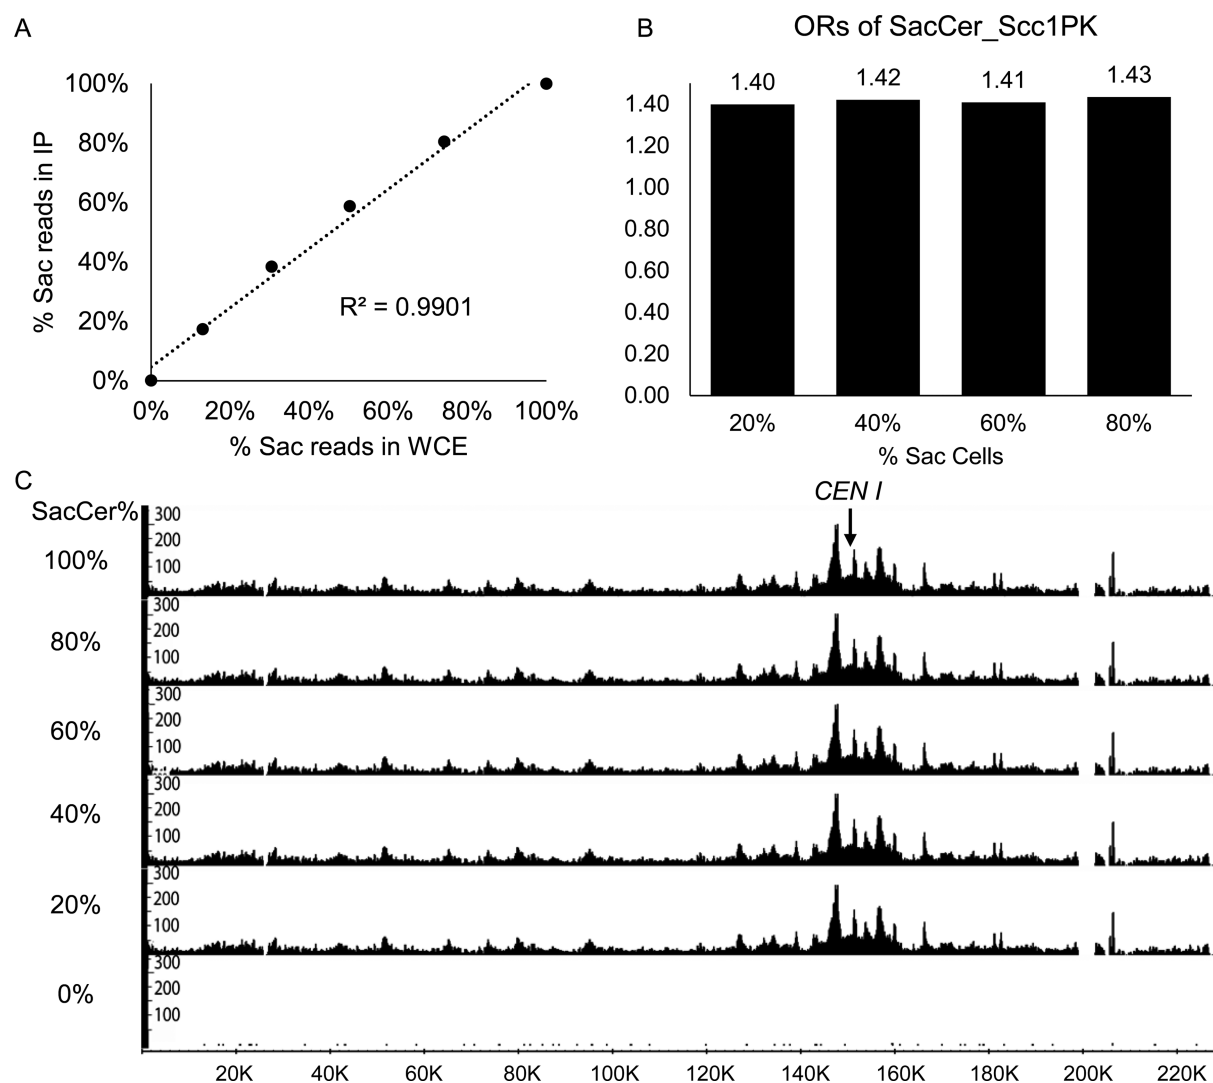 A
100%
80%
60%
40%
20%
0%
% Sac reads in IP
R² = 0.9901
0% 20% 40% 60% 80% 100%
% Sac reads in WCE
B
ORs of SacCer_Scc1PK
1.40 1.42 1.41 1.43
1.40
1.20
1.00
0.80
0.60
0.40
0.20
0.00
20% 40% 60% 80%
% Sac Cells
C
CEN I
SacCer%
100%
300
200
100
80%
300
200
100
60%
300
200
100
40%
300
200
100
20%
300
200
100
0%
300
200
100
20K 40K 60K 80K 100K 120K 140K 160K 180K 200K 220K